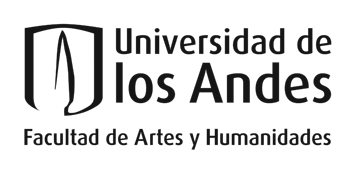 Universidad de
los Andes
Facultad de Artes y Humanidades